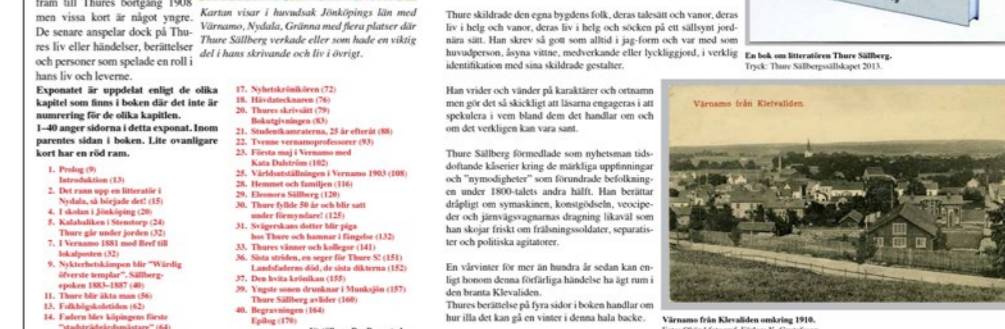 fram till Thures bortgång 1908
men vissa kort är något yngre.
De senare anspelar dock på Thu-
res liv eller händelser, berättelser
och personer som spelade en roll i
hans liv och leverne.
Exponatet är uppdelat enligt de olika
kapitel som finns i boken där det inte är
numrering för de olika kapitlen.
1–40 anger sidorna i detta exponat. Inom
parentes sidan i boken. Lite ovanligare
kort har en röd ram.
1. Prolog (9)
Introduktion (13)
2. Det rann upp en litteratör i
Nydala, så började det! (15)
4. I skolan i Jönköping (20)
5. Kalabaliken i Stenstorp (24)
Thure går under jorden (32)
7. I Vernamo 1881 med Bref till
lokalposten (32)
9. Nykterhetskämpen blir "Wärdig
öfverste templar". Sällberg-
epoken 1883–1887 (40)
11. Thure blir äkta man (56)
13. Folkhögskoletiden (62)
14. Fadern blev köpingens förste
"stadsträdgårdsmästare" (64)
Kartan visar i huvudsak Jönköpings län med
Värnamo, Nydala, Gränna med flera platser där
Thure Sällberg verkade eller som hade en viktig
del i hans skrivande och liv i övrigt.
17. Nyhetskrönikören (72)
18. Hävdatecknaren (76)
20. Thures skrivsätt (79)
Bokutgivningen (83)
21. Studentkamraterna, 25 år efteråt (88)
22. Tvenne vernamoprofessorer (93)
23. Första maj i Vernamo med
Kata Dalström (102)
25. Världsutställningen i Vernamo 1903 (108)
28. Hemmet och familjen (116)
29. Eleonora Sällberg (120)
30. Thure fyllde 50 år och blir satt
under förmyndare! (125)
31. Svägerskans dotter blir piga
hos Thure och hamnar i fängelse (132)
33. Thures vänner och kollegor (141)
36. Sista striden, en seger för Thure S! (151)
Landsfaderns död, de sista dikterna (152)
37. Den hvita krönikan (155)
39. Yngste sonen drunknar i Munksjön (157)
Thure Sällberg avlider (160)
40. Begravningen (164)
Epilog (170)
Thure skildrade den egna bygdens folk, deras talesätt och vanor, deras
liv i helg och vanor, deras liv i helg och söcken på ett sällsynt jord-
nära sätt. Han skrev så gott som alltid i jag-form och var med som
huvudperson, åsyna vittne, medverkande eller lyckliggjord, i verklig
identifikation med sina skildrade gestalter.
Han vrider och vänder på karaktärer och ortnamn
men gör det så skickligt att läsarna engageras i att
spekulera i vem bland dem det handlar om och
om det verkligen kan vara sant.
Thure Sällberg förmedlade som nyhetsman tids-
doftande kåserier kring de märkliga uppfinningar
och "nymodigheter" som förundrade befolkning-
en under 1800-talets andra hälft. Han berättar
dråpligt om symaskinen, konstgödseln, veocipe-
der och järnvägsvagnarnas dragning likaväl som
han skojar friskt om frälsningssoldater, separatis-
ter och politiska agitatorer.
En vårvinter för mer än hundra år sedan kan en-
ligt honom denna förfärliga händelse ha ägt rum i
den branta Klevaliden.
Thures berättelse på fyra sidor i boken handlar om
hur illa det kan gå en vinter i denna hala backe.
En bok om litteratören Thure Sällberg.
Tryck: Thure Sällbergssällskapet 2013.
Värnamo från Klefvaliden.
Värnamo från Klevaliden omkring 1910.